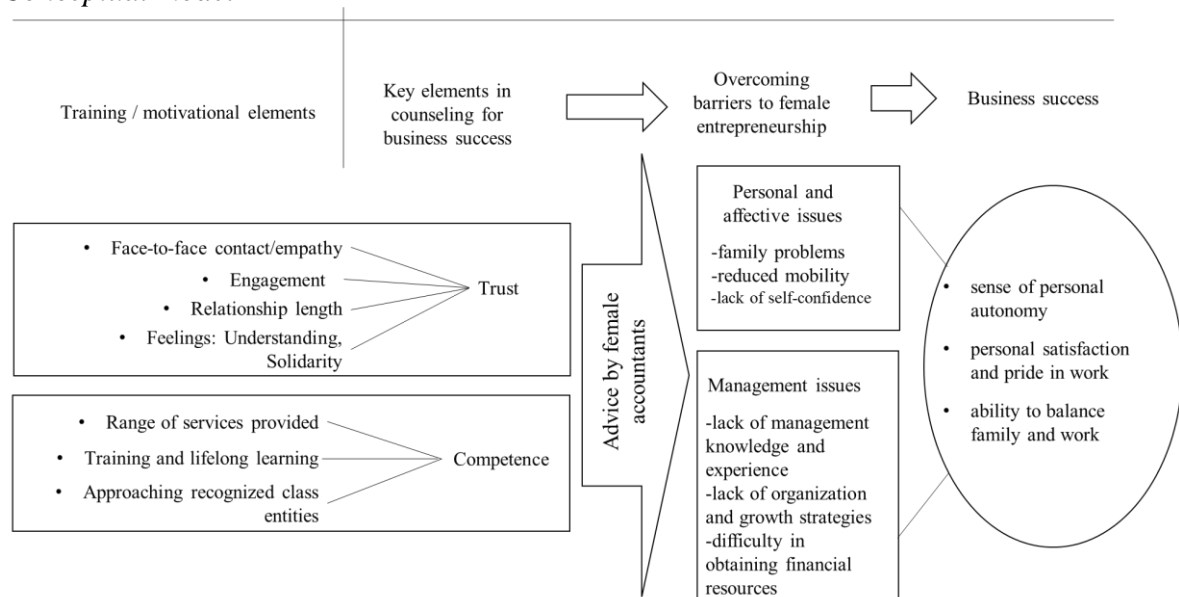 Training / motivational elements
Key elements in
counseling for
business success
Overcoming
barriers to female
entrepreneurship
Business success
• Face-to-face contact/empathy
• Engagement
• Relationship length
• Feelings: Understanding,
Solidarity
Trust
• Range of services provided
• Training and lifelong learning
• Approaching recognized class
entities
Competence
Advice by female
accountants
Personal and
affective issues
-family problems
-reduced mobility
-lack of self-confidence
Management issues
-lack of management
knowledge and
experience
-lack of organization
and growth strategies
-difficulty in
obtaining financial
resources
• sense of personal
autonomy
• personal satisfaction
and pride in work
• ability to balance
family and work